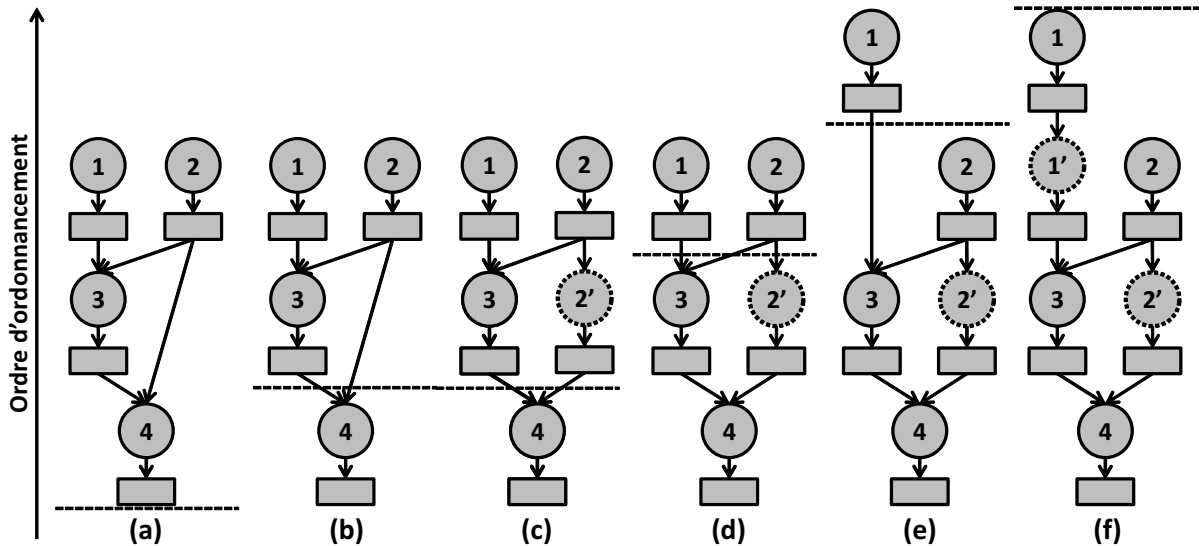 Ordre d'ordonnancement
1 1
1 2 1 2 1 2 1 2 2 1' 2
3 3 3 2' 3 2' 3 2' 3 2'
4 4 4 4 4 4
(a) (b) (c) (d) (e) (f)